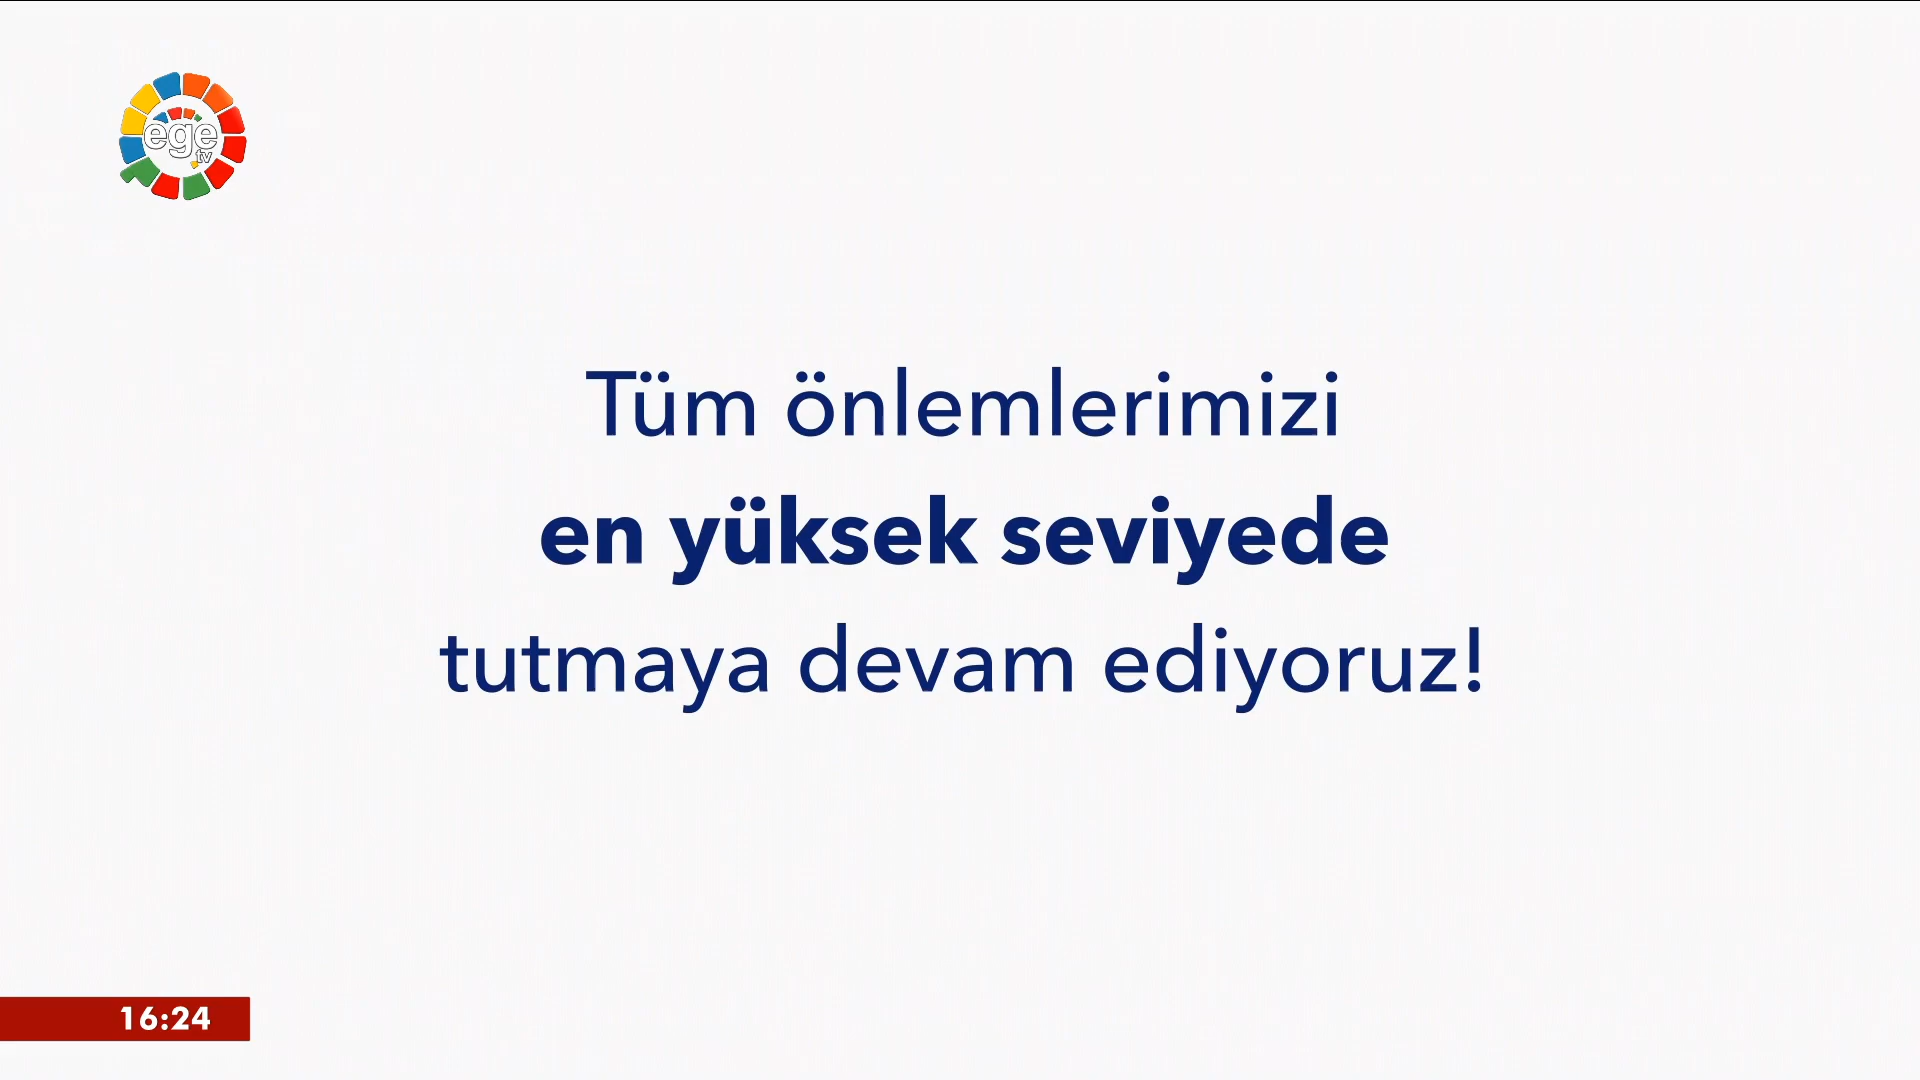 ege
tv
Tüm önlemlerimizi
en yüksek seviyede
tutmaya devam ediyoruz!
16:24